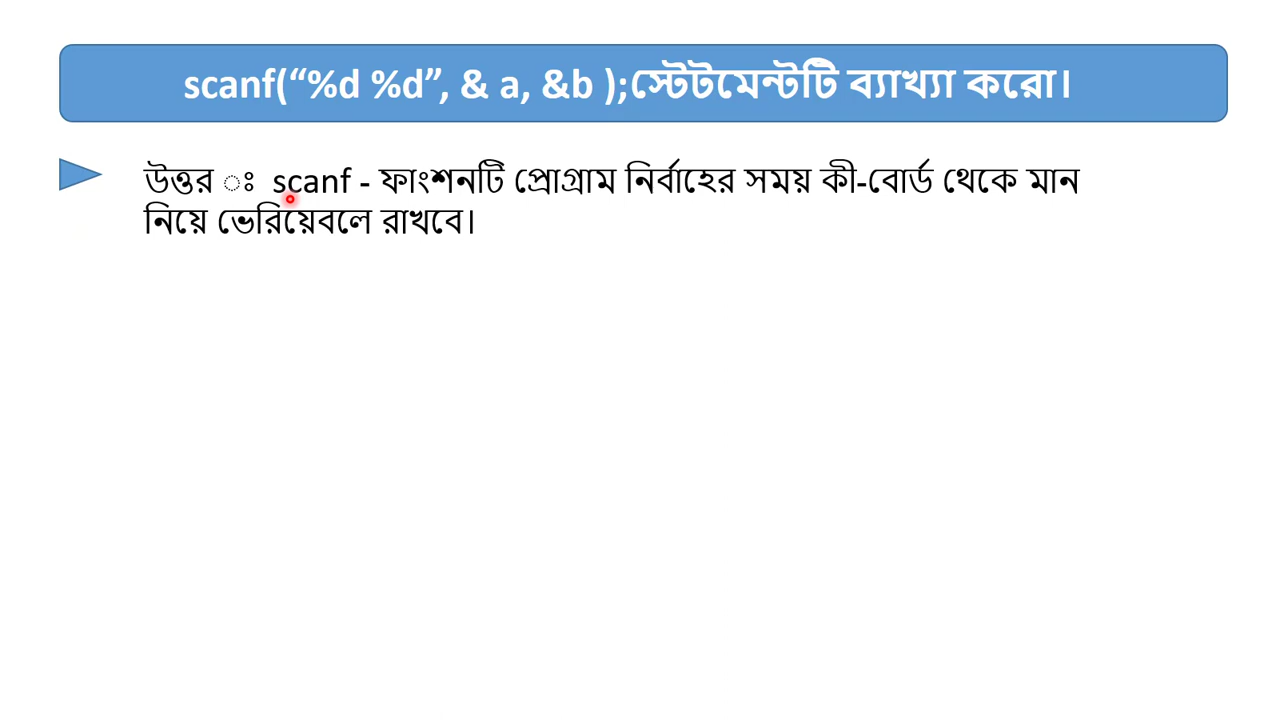 scanf(“%d %d”, & a, &b );স্টেটমেন্টটি ব্যাখ্যা করো।
উত্তর ঃ scanf - ফাংশনটি প্রোগ্রাম নির্বাহের সময় কী-বোর্ড থেকে মান
নিয়ে ভেরিয়েবলে রাখবে।